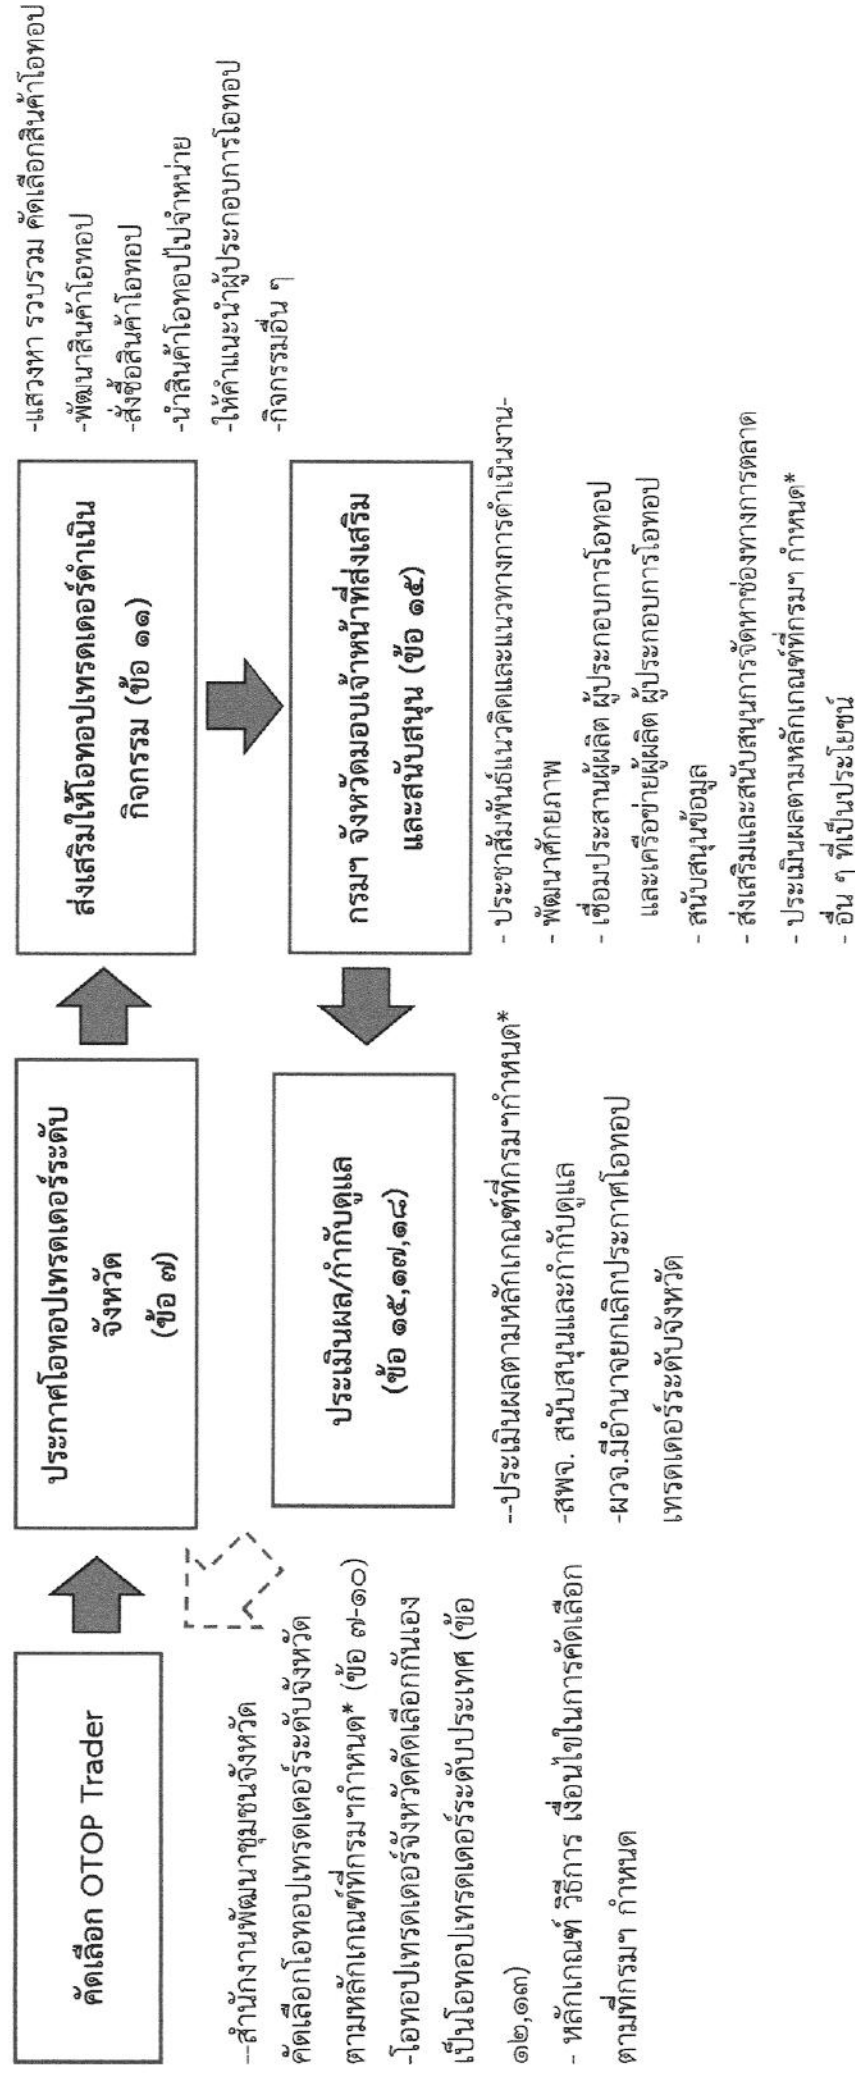 คัดเลือก OTOP Trader
--สำนักงานพัฒนาชุมชนจังหวัด
คัดเลือกโอทอปเทรดเดอร์ระดับจังหวัด
ตามหลักเกณฑ์ที่กรมฯกำหนด* (ข้อ ๗-๑๐)
-โอทอปเทรดเดอร์จังหวัดคัดเลือกกันเอง
เป็นโอทอปเทรดเดอร์ระดับประเทศ (ข้อ
๑๒,๑๓)
- หลักเกณฑ์ วิธีการ เงื่อนไขในการคัดเลือก
ตามที่กรมฯ กำหนด
ประกาศโอทอปเทรดเดอร์ระดับ
จังหวัด
(ข้อ ๗)
ส่งเสริมให้โอทอปเทรดเดอร์ดำเนิน
กิจกรรม (ข้อ ๑๑)
-แสวงหา รวบรวม คัดเลือกสินค้าโอทอป
-พัฒนาสินค้าโอทอป
-สั่งซื้อสินค้าโอทอป
-นำสินค้าโอทอปไปจำหน่าย
-ให้คำแนะนำผู้ประกอบการโอทอป
-กิจกรรมอื่น ๆ
กรมฯ จังหวัดมอบเจ้าหน้าที่ส่งเสริม
และสนับสนุน (ข้อ ๑๕)
- ประชาสัมพันธ์แนวคิดและแนวทางการดำเนินงาน-
- พัฒนาศักยภาพ
- เชื่อมประสานผู้ผลิต ผู้ประกอบการโอทอป
และเครือข่ายผู้ผลิต ผู้ประกอบการโอทอป
- สนับสนุนข้อมูล
- ส่งเสริมและสนับสนุนการจัดหาช่องทางการตลาด
- ประเมินผลตามหลักเกณฑ์ที่กรมฯ กำหนด*
- อื่น ๆ ที่เป็นประโยชน์
ประเมินผล/กำกับดูแล
(ข้อ ๑๕,๑๗,๑๘)
--ประเมินผลตามหลักเกณฑ์ที่กรมฯกำหนด*
-สพจ. สนับสนุนและกำกับดูแล
-ผวจ.มีอำนาจยกเลิกประกาศโอทอป
เทรดเดอร์ระดับจังหวัด